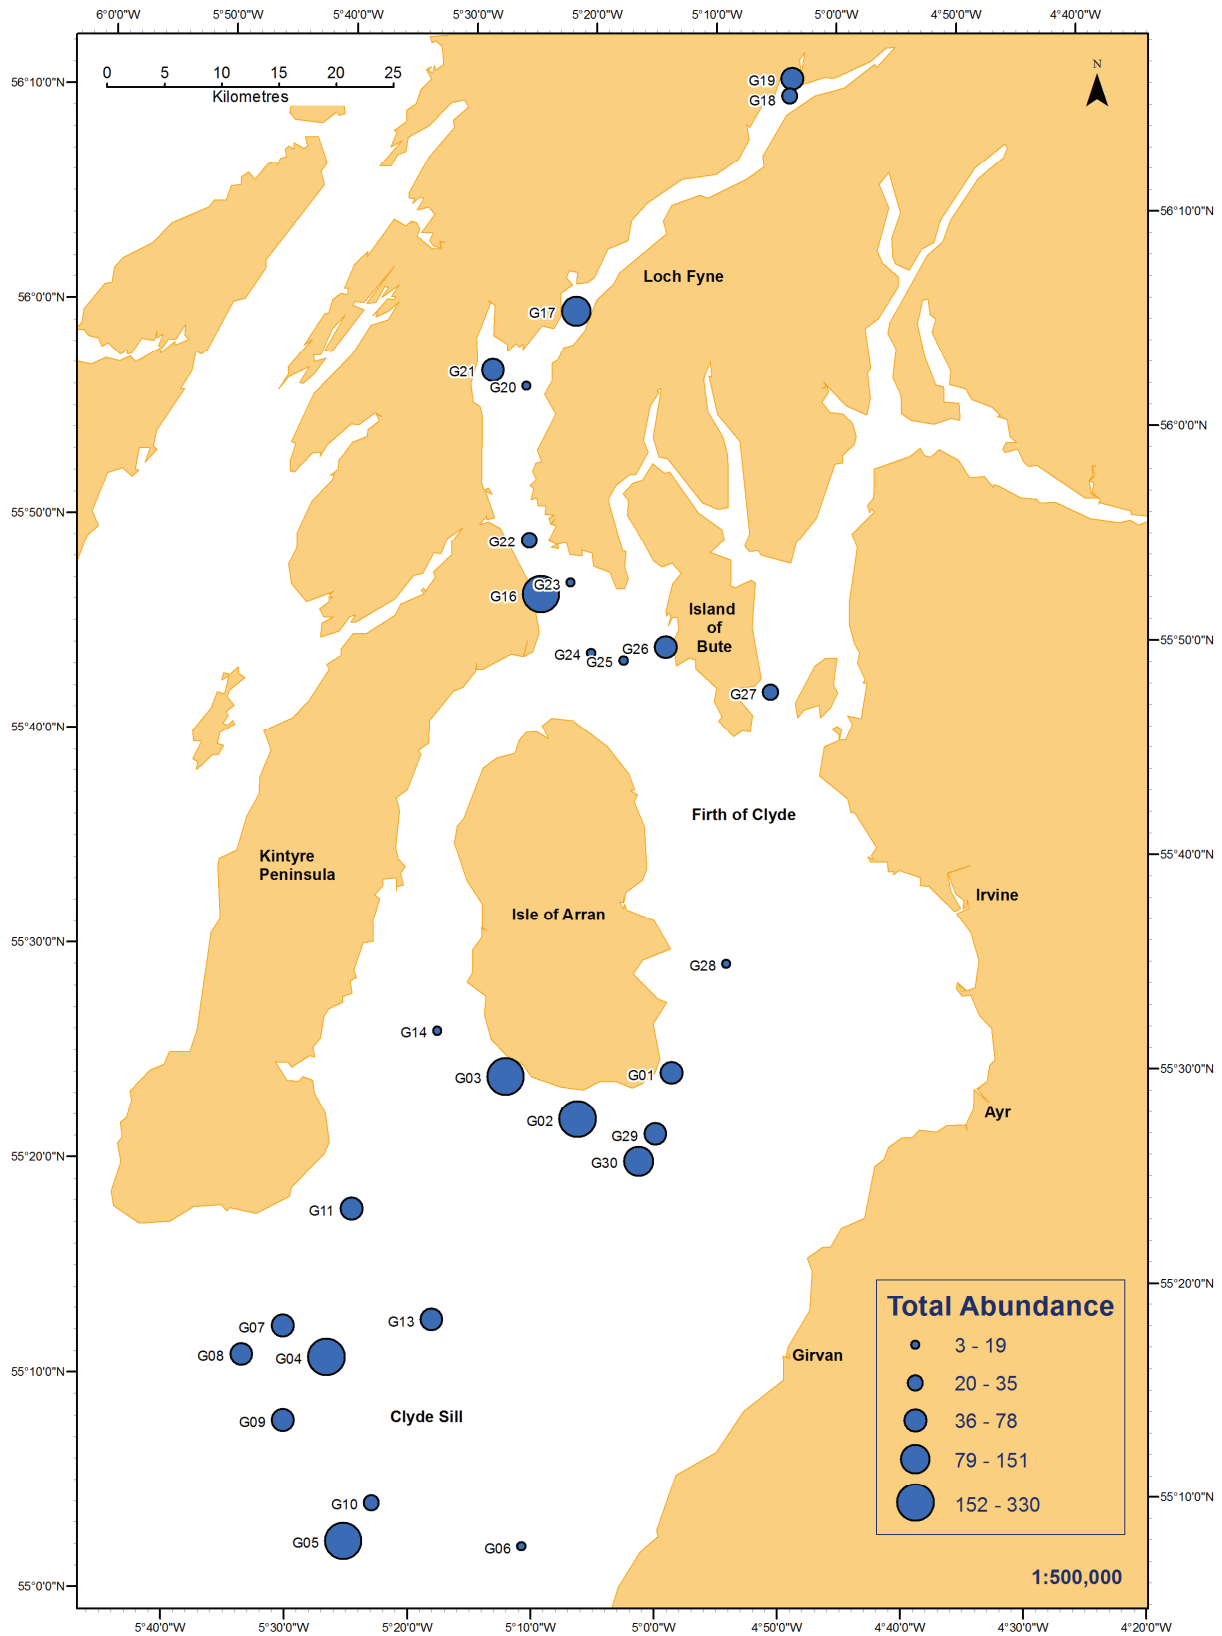 6°0'0"W 5°50'0"W 5°40'0"W 5°30'0"W 5°20'0"W 5°10'0"W 5°0'0"W 4°50'0"W 4°40'0"W
0 5 10 15 20 25
Kilometres
N
56°10'0"N
G19
G18
56°10'0"N
Loch Fyne
56°0'0"N
G17
G21
G20
56°0'0"N
55°50'0"N
G22
G23
G16
Island
of
Bute
55°50'0"N
G24
G25
G26
G27
55°40'0"N
Firth of Clyde
Kintyre
Peninsula
55°40'0"N
Irvine
Isle of Arran
55°30'0"N
G28
G14
G03
G01
55°30'0"N
Ayr
G02
G29
55°20'0"N
G30
G11
55°20'0"N
G07
G13
G08
G04
Girvan
55°10'0"N
Clyde Sill
G09
G10
55°10'0"N
G05
G06
55°0'0"N
Total Abundance
3 - 19
20 - 35
36 - 78
79 - 151
152 - 330
1:500,000
5°40'0"W 5°30'0"W 5°20'0"W 5°10'0"W 5°0'0"W 4°50'0"W 4°40'0"W 4°30'0"W 4°20'0"W